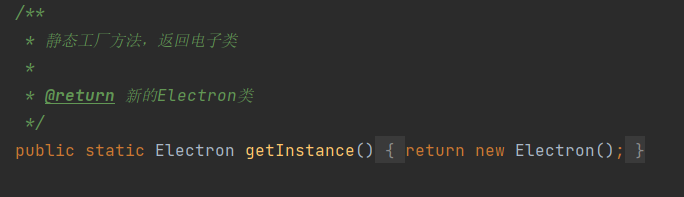 /**
 * 静态工厂方法，返回电子类
 *
 * @return 新的Electron类
 */
public static Electron getInstance() { return new Electron(); }